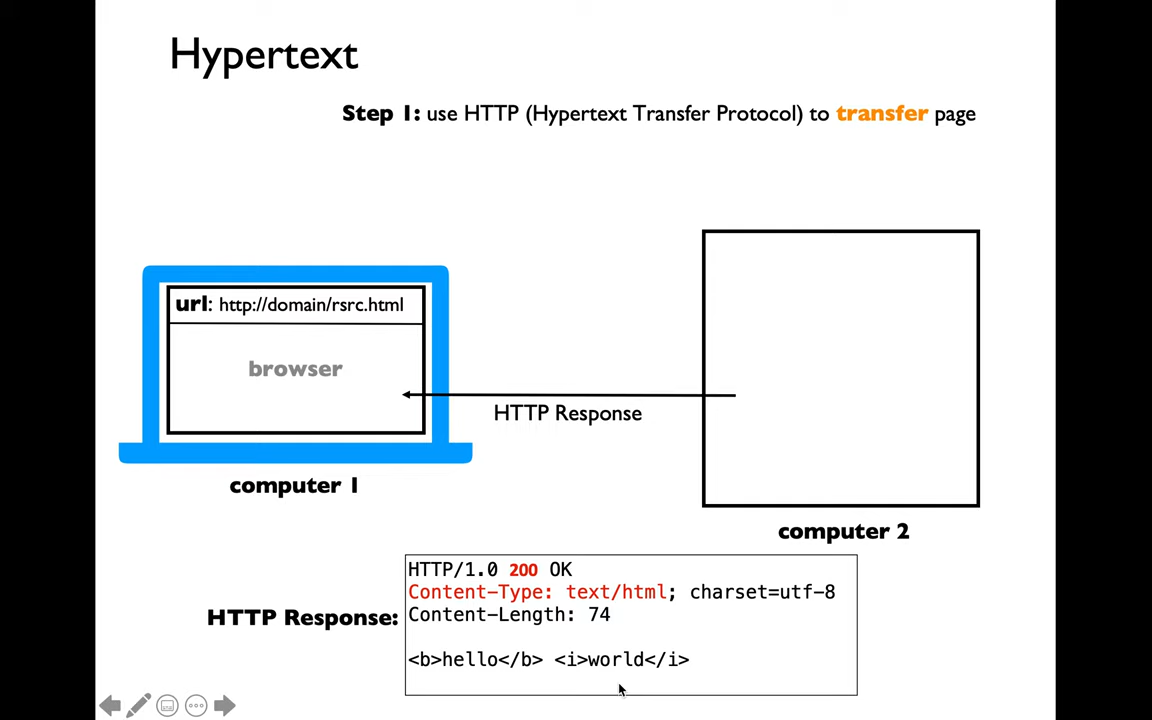 Hypertext
Step 1: use HTTP (Hypertext Transfer Protocol) to transfer page
url: http://domain/rsrc.html
browser
HTTP Response
computer 1
computer 2
HTTP Response:
HTTP/1.0 200 OK
Content-Type: text/html; charset=utf-8
Content-Length: 74
<b>hello</b> <i>world</i>